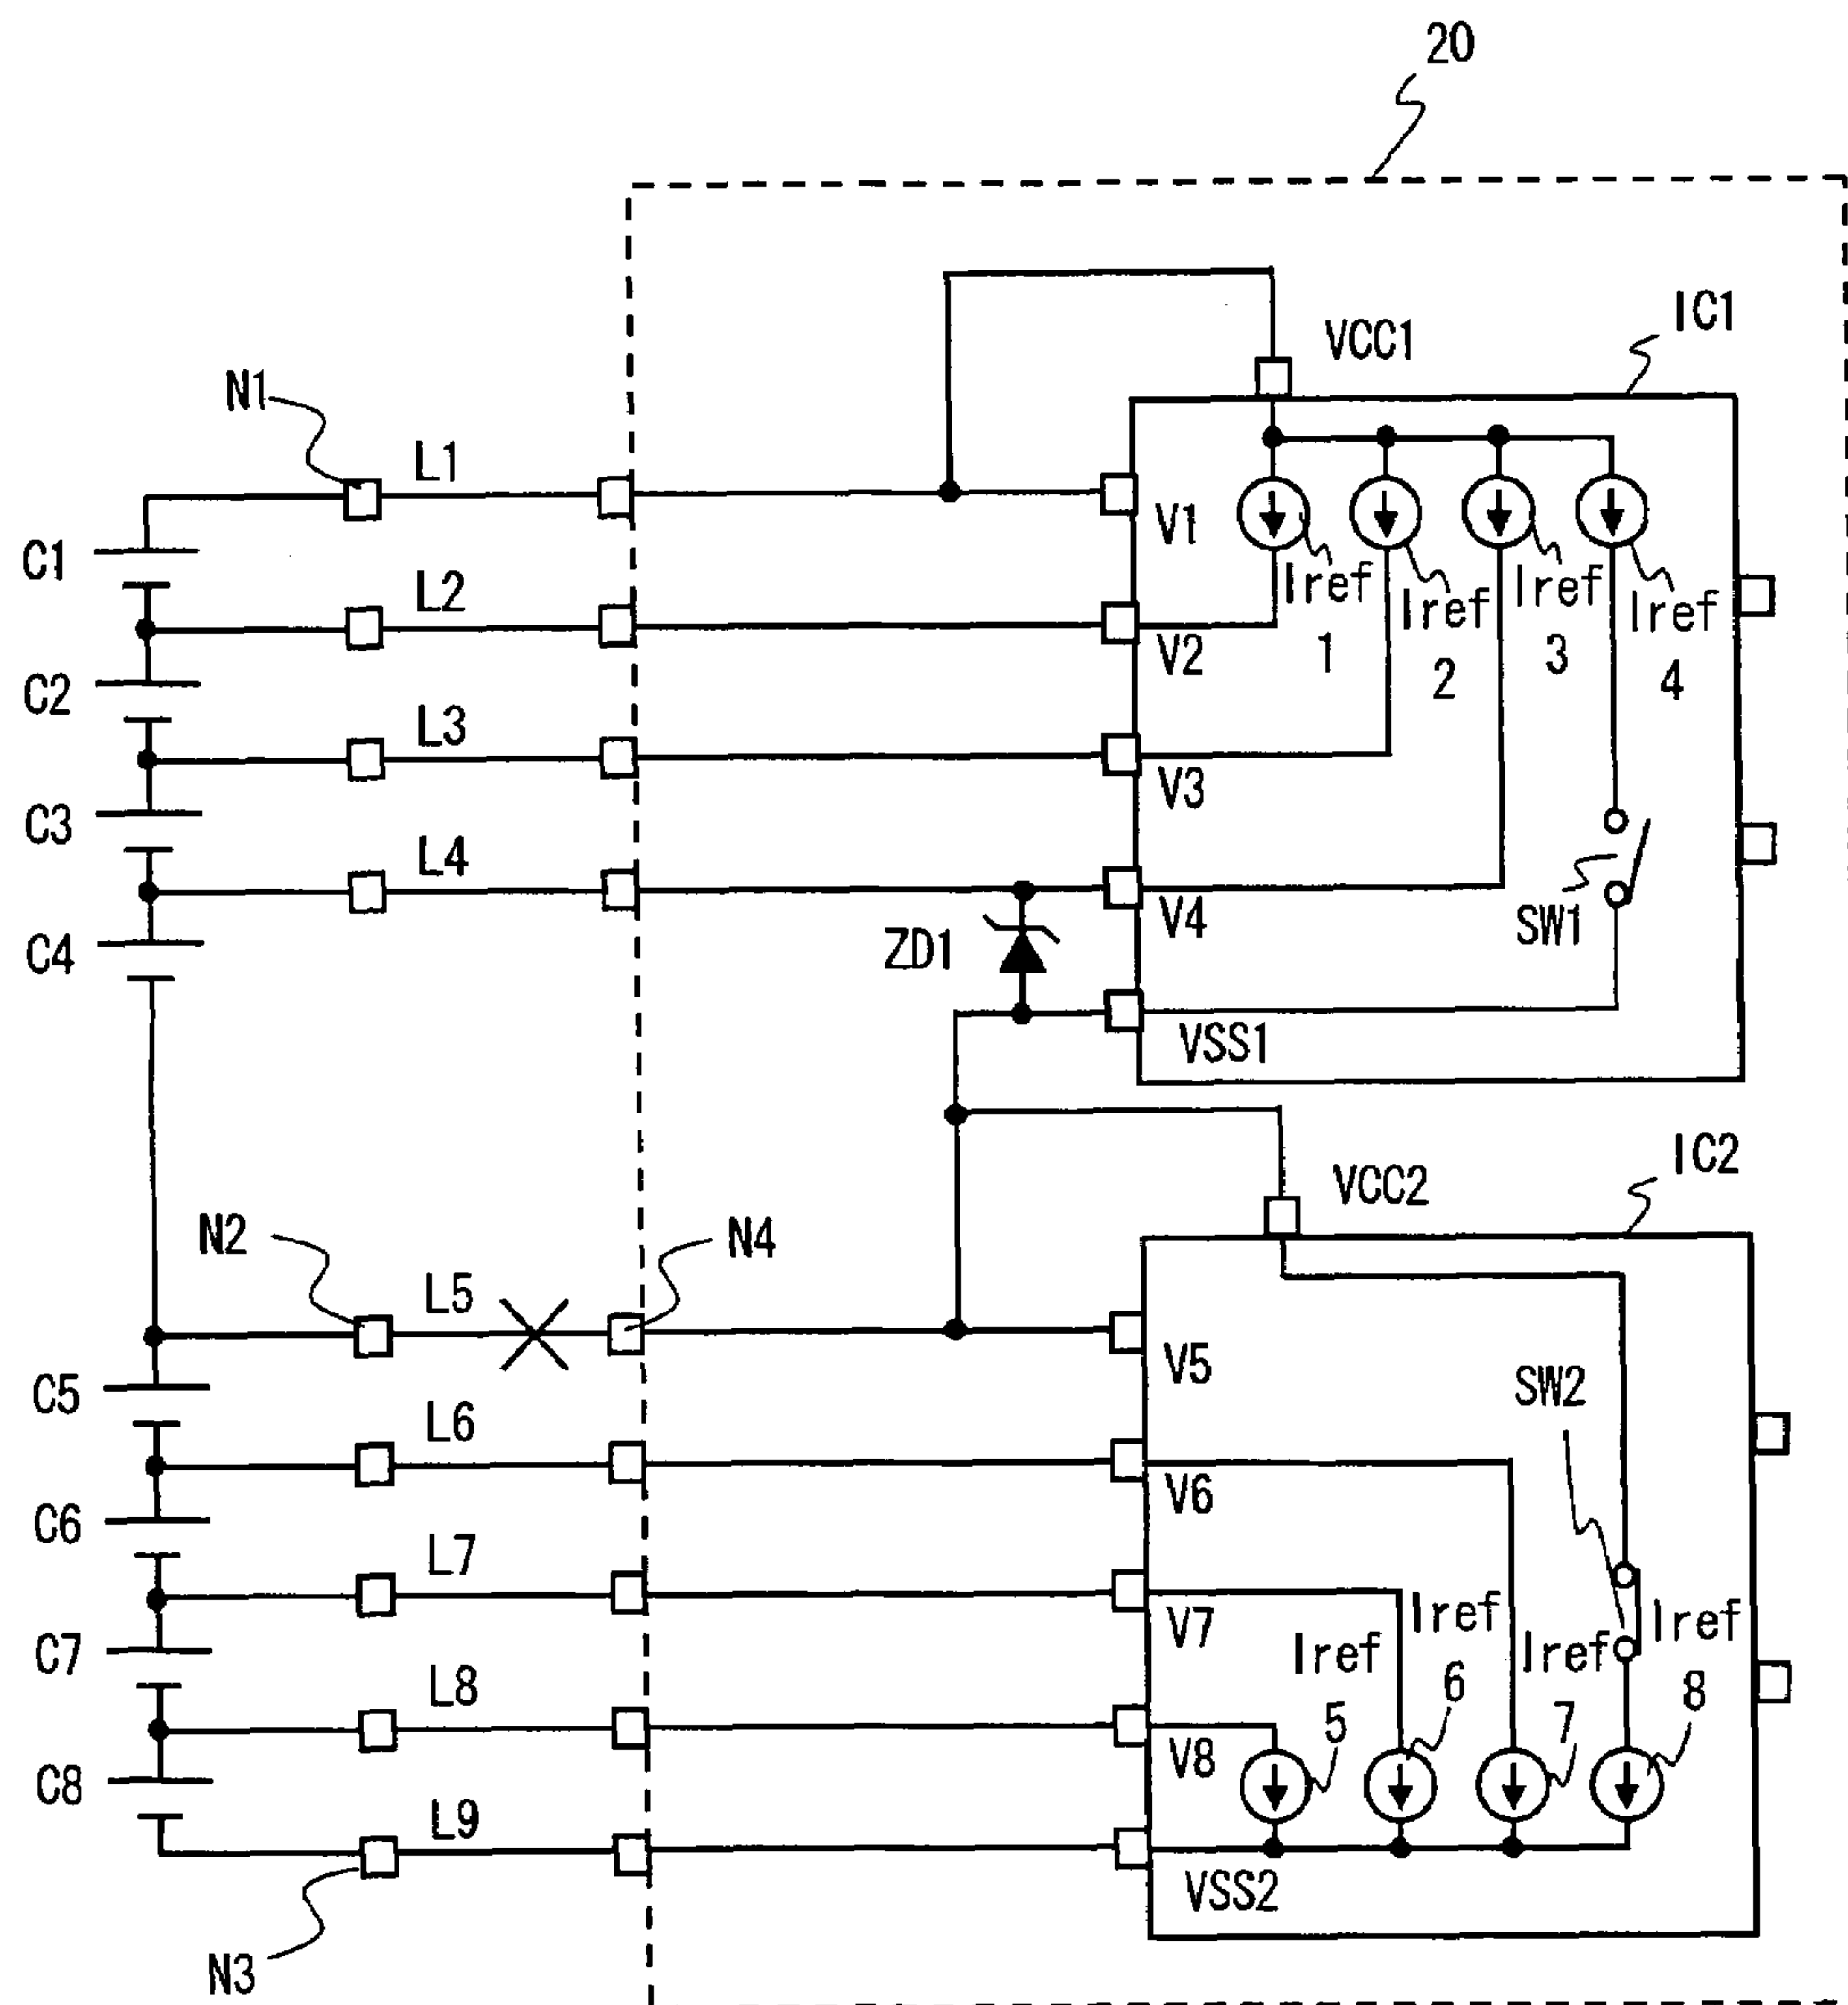 20
IC1
VCC1
N1
L1
V1
C1
L2
V2
Iref
1
Iref
2
Iref
3
Iref
4
C2
L3
V3
C3
L4
V4
SW1
C4
ZD1
VSS1
IC2
VCC2
N2
L5
N4
V5
SW2
C5
L6
V6
C6
L7
V7
Iref
5
Iref
6
Iref
7
Iref
8
C7
L8
V8
C8
L9
VSS2
N3